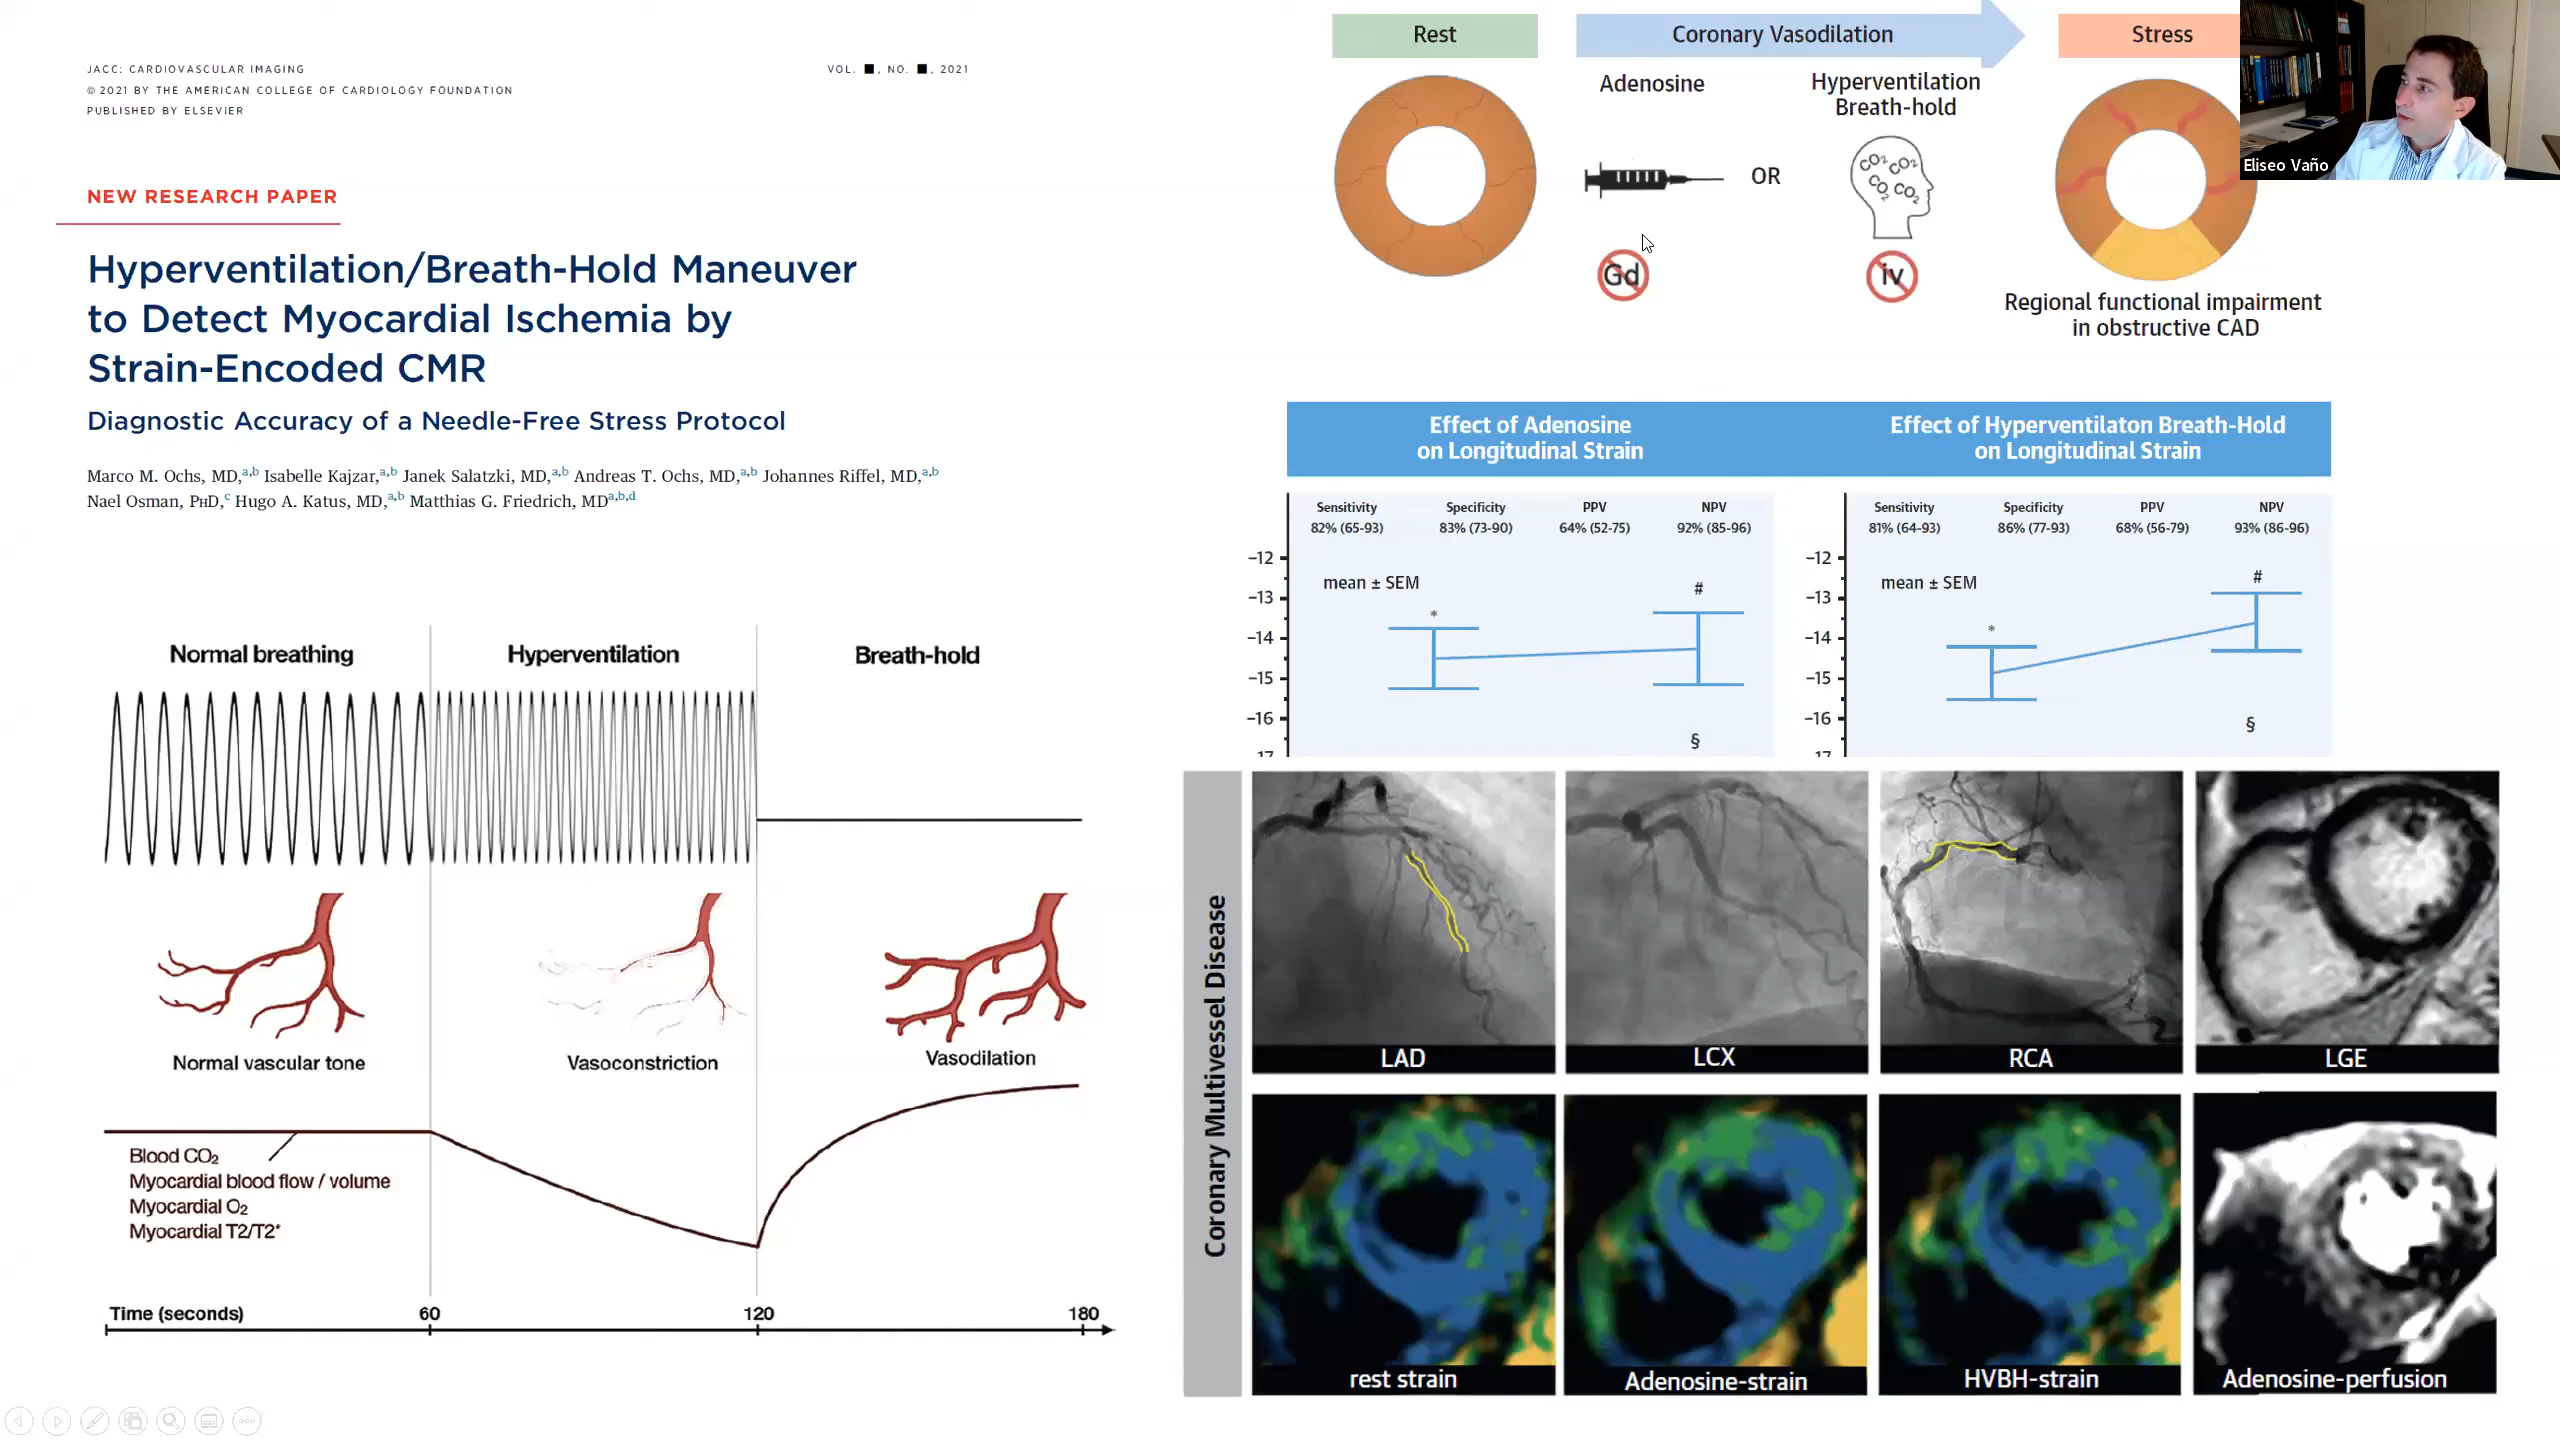 JACC: CARDIOVASCULAR IMAGING
VOL. ■, NO. ■, 2021
© 2021 BY THE AMERICAN COLLEGE OF CARDIOLOGY FOUNDATION
PUBLISHED BY ELSEVIER
NEW RESEARCH PAPER
Hyperventilation/Breath-Hold Maneuver
to Detect Myocardial Ischemia by
Strain-Encoded CMR
Diagnostic Accuracy of a Needle-Free Stress Protocol
Marco M. Ochs, MD,a,b Isabelle Kajzar,a,b Janek Salatzki, MD,a,b Andreas T. Ochs, MD,a,b Johannes Riffel, MD,a,b
Nael Osman, PhD,c Hugo A. Katus, MD,a,b Matthias G. Friedrich, MDa,b,d
Normal breathing
Hyperventilation
Breath-hold
Normal vascular tone
Vasoconstriction
Vasodilation
Blood CO₂
Myocardial blood flow / volume
Myocardial O₂
Myocardial T2/T2*
Time (seconds)
60
120
180
Rest
Coronary Vasodilation
Stress
Adenosine
Hyperventilation
Breath-hold
OR
CO₂ CO₂
CO₂ CO₂
Gd
iv
Regional functional impairment
in obstructive CAD
Eliseo Vaño
Effect of Adenosine
on Longitudinal Strain
Effect of Hyperventilaton Breath-Hold
on Longitudinal Strain
Sensitivity Specificity PPV NPV
82% (65-93) 83% (73-90) 64% (52-75) 92% (85-96)
−12
mean ± SEM
#
−13
*
−14
−15
−16
§
−17
Sensitivity Specificity PPV NPV
81% (64-93) 86% (77-93) 68% (56-79) 93% (86-96)
−12
mean ± SEM
#
−13
*
−14
−15
−16
§
−17
Coronary Multivessel Disease
LAD
LCX
RCA
LGE
rest strain
Adenosine-strain
HVBH-strain
Adenosine-perfusion